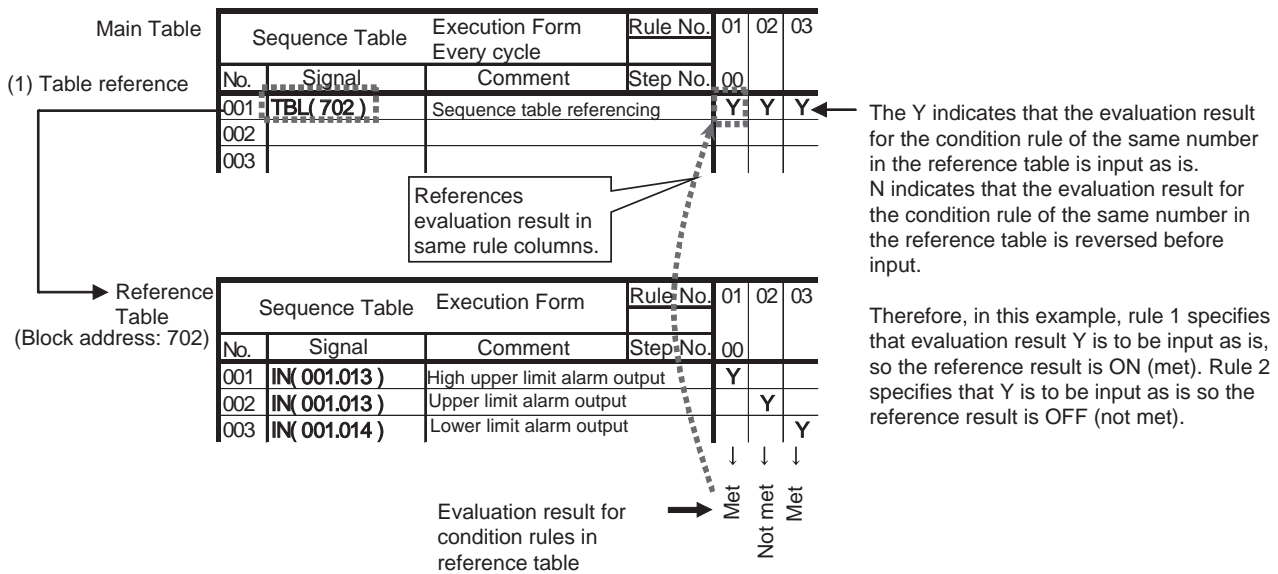 Main Table
Sequence Table
Execution Form
Every cycle
Rule No. 01 02 03
(1) Table reference
No. Signal Comment Step No. 00
001 TBL( 702 ) Sequence table referencing Y Y Y
002
003
The Y indicates that the evaluation result
for the condition rule of the same number
in the reference table is input as is.
N indicates that the evaluation result for
the condition rule of the same number in
the reference table is reversed before
input.
Therefore, in this example, rule 1 specifies
that evaluation result Y is to be input as is,
so the reference result is ON (met). Rule 2
specifies that Y is to be input as is so the
reference result is OFF (not met).
References
evaluation result in
same rule columns.
Reference
Table
(Block address: 702)
Sequence Table Execution Form Rule No. 01 02 03
No. Signal Comment Step No. 00
001 IN( 001.013 ) High upper limit alarm output Y
002 IN( 001.013 ) Upper limit alarm output Y
003 IN( 001.014 ) Lower limit alarm output Y
↓ ↓ ↓
Met
Not met
Met
Evaluation result for
condition rules in
reference table